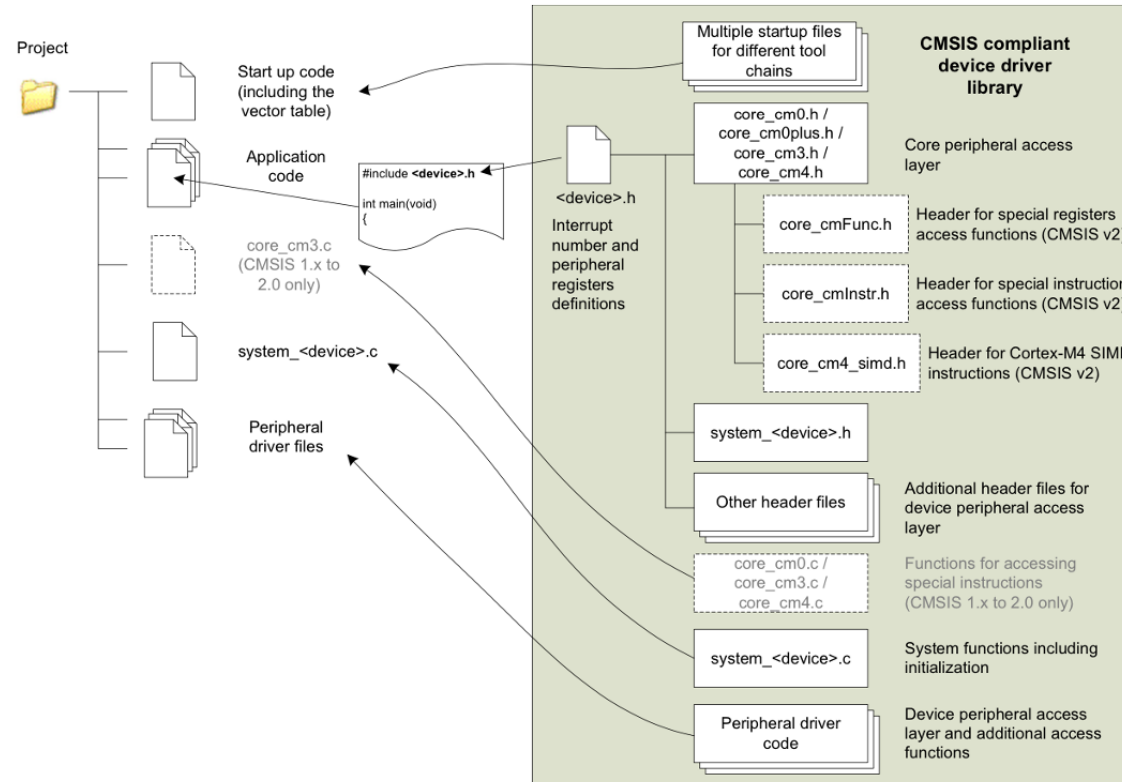 Project
Start up code
(including the
vector table)
Application
code
core_cm3.c
(CMSIS 1.x to
2.0 only)
system_<device>.c
Peripheral
driver files
#include <device>.h
int main(void)
{
<device>.h
Interrupt
number and
peripheral
registers
definitions
Multiple startup files
for different tool
chains
CMSIS compliant
device driver
library
core_cm0.h /
core_cm0plus.h /
core_cm3.h /
core_cm4.h
Core peripheral access
layer
core_cmFunc.h
Header for special registers
access functions (CMSIS v2)
core_cmInstr.h
Header for special instruction
access functions (CMSIS v2)
core_cm4_simd.h
Header for Cortex-M4 SIM
instructions (CMSIS v2)
system_<device>.h
Other header files
Additional header files for
device peripheral access
layer
core_cm0.c /
core_cm3.c /
core_cm4.c
Functions for accessing
special instructions
(CMSIS 1.x to 2.0 only)
system_<device>.c
System functions including
initialization
Peripheral driver
code
Device peripheral access
layer and additional access
functions